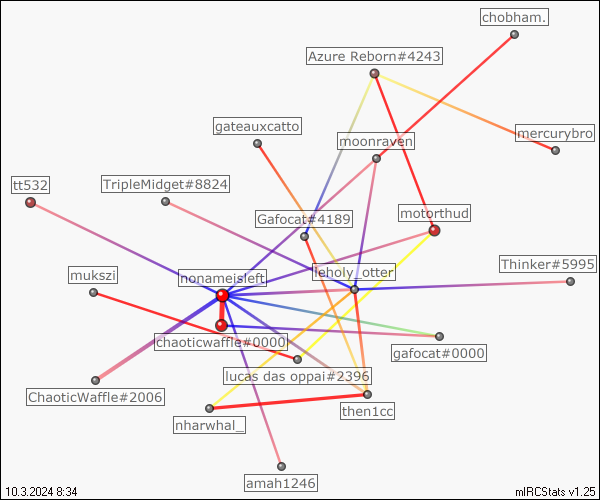 chobham.
Azure Reborn#4243
gateauxcatto
mercurybro
moonraven
tt532
TripleMidget#8824
Gafocat#4189
motorthud
Thinker#5995
mukszi
nonameisleft
leholy_otter
chaoticwaffle#0000
gafocat#0000
lucas das oppai#2396
ChaoticWaffle#2006
then1cc
nharwhal_
amah1246
10.3.2024 8:34
mIRCStats v1.25